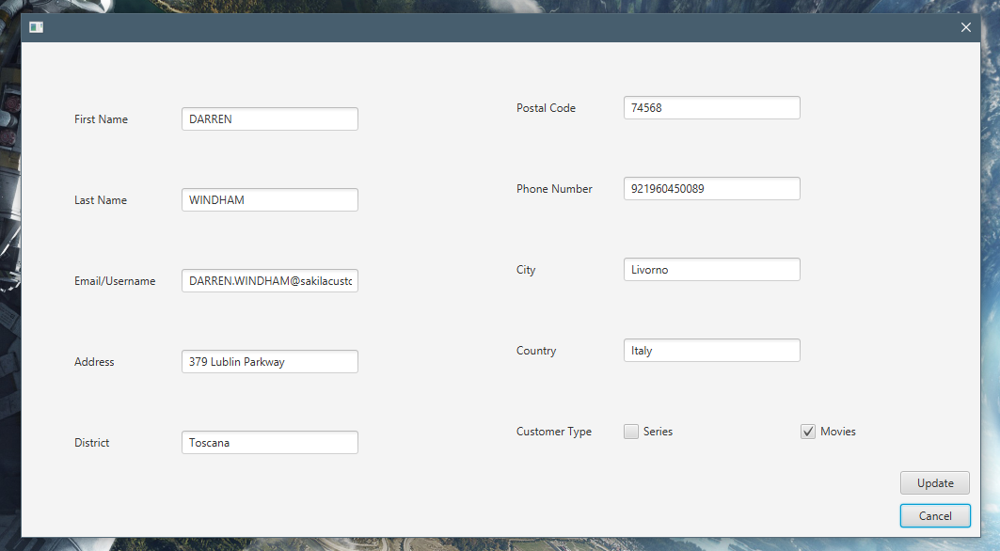 First Name
DARREN
Last Name
WINDHAM
Email/Username
DARREN.WINDHAM@sakilacustc
Address
379 Lublin Parkway
District
Toscana
Postal Code
74568
Phone Number
921960450089
City
Livorno
Country
Italy
Customer Type
Series
Movies
Update
Cancel